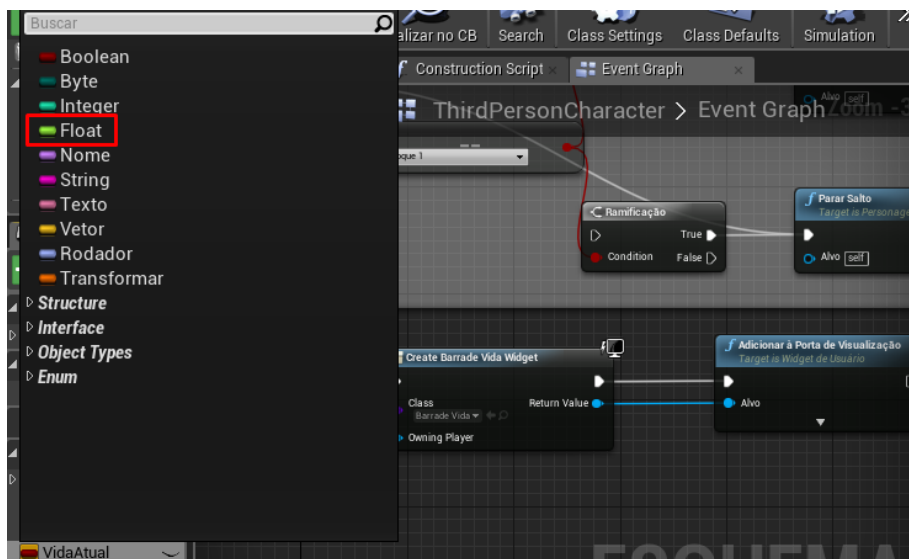 Buscar
Boolean
Byte
Integer
Float
Nome
String
Texto
Vetor
Rodador
Transformar
Structure
Interface
Object Types
Enum
VidaAtual
alizar no CB Search Class Settings Class Defaults Simulation
Construction Script Event Graph
ThirdPersonCharacter > Event Graph
Zoom -3
Alvo self
oque 1
Ramificação
True
Condition False
Parar Salto
Target is Personage
Alvo self
Create Barrade Vida Widget
Class Return Value
Barrade Vida
Owning Player
Adicionar à Porta de Visualização
Target is Widget de Usuário
Alvo